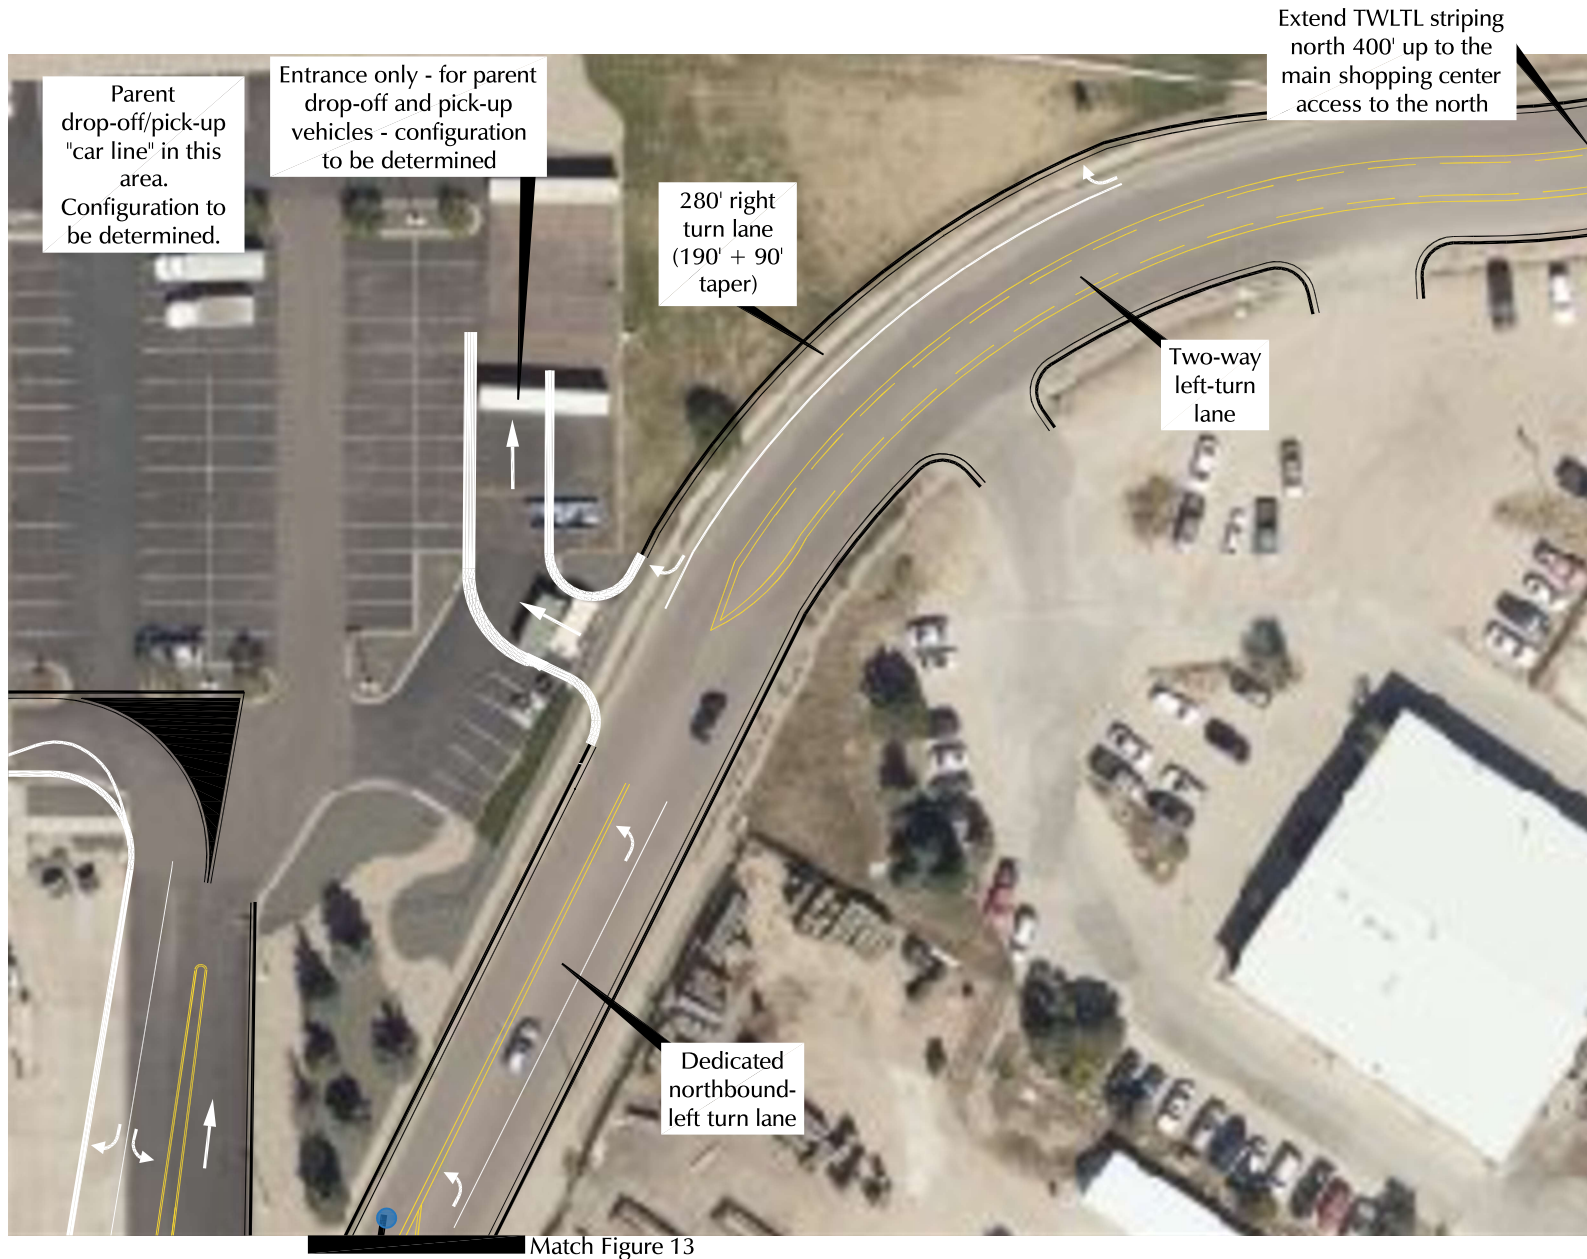 Extend TWLTL striping
north 400' up to the
main shopping center
access to the north
Entrance only - for parent
drop-off and pick-up
vehicles - configuration
to be determined
Parent
drop-off/pick-up
"car line" in this
area.
Configuration to
be determined.
280' right
turn lane
(190' + 90'
taper)
Two-way
left-turn
lane
Dedicated
northbound-
left turn lane
Match Figure 13